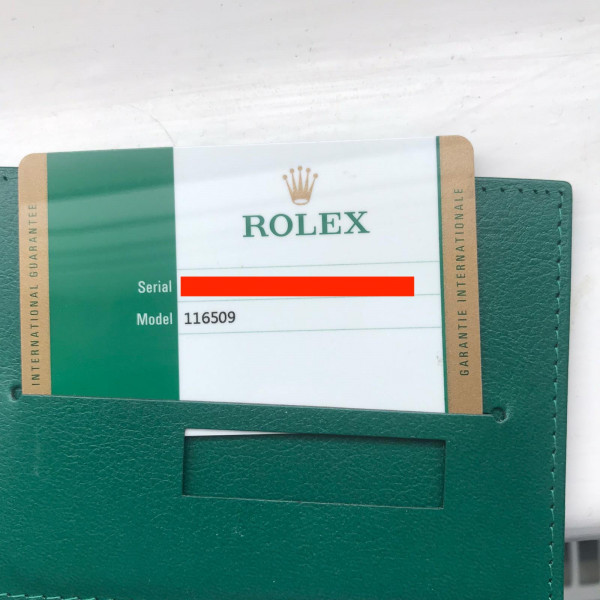 INTERNATIONAL GUARANTEE
ROLEX
Serial
Model 116509
GARANTIE INTERNATIONALE